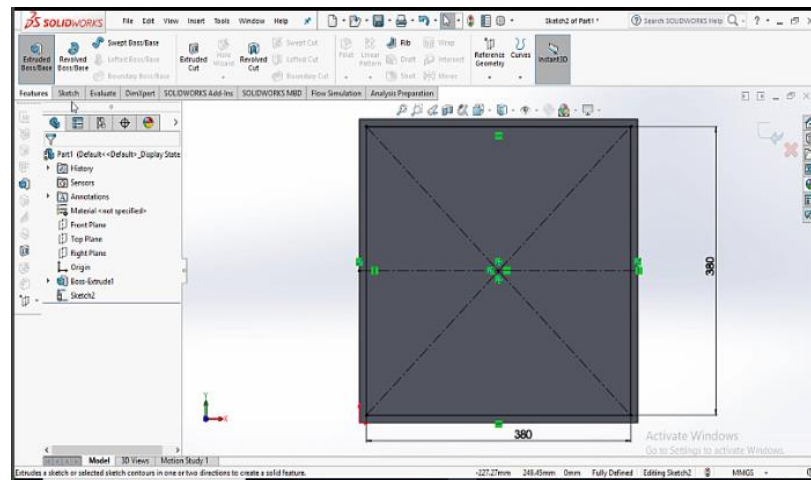 SOLIDWORKS File Edit View Insert Tools Window Help Sketch2 of Part1 * Search SOLIDWORKS Help
Extruded Boss/Base Revolved Boss/Base Swept Boss/Base Lofted Boss/Base Boundary Boss/Base Extruded Cut Hole Wizard Revolved Cut Swept Cut Lofted Cut Boundary Cut Fillet Linear Pattern Rib Draft Shell Wrap Intersect Mirror Reference Geometry Curves Instant3D
Features Sketch Evaluate DimXpert SOLIDWORKS Add-Ins SOLIDWORKS MBD Flow Simulation Analysis Preparation
Part1 (Default<<Default>_Display State
History
Sensors
Annotations
Material <not specified>
Front Plane
Top Plane
Right Plane
Origin
Boss-Extrude1
Sketch2
380
380
Y
X
Activate Windows
Go to Settings to activate Windows.
Model 3D Views Motion Study 1
Extrudes a sketch or selected sketch contours in one or two directions to create a solid feature. -227.27mm 249.45mm 0mm Fully Defined Editing Sketch2 MMGS